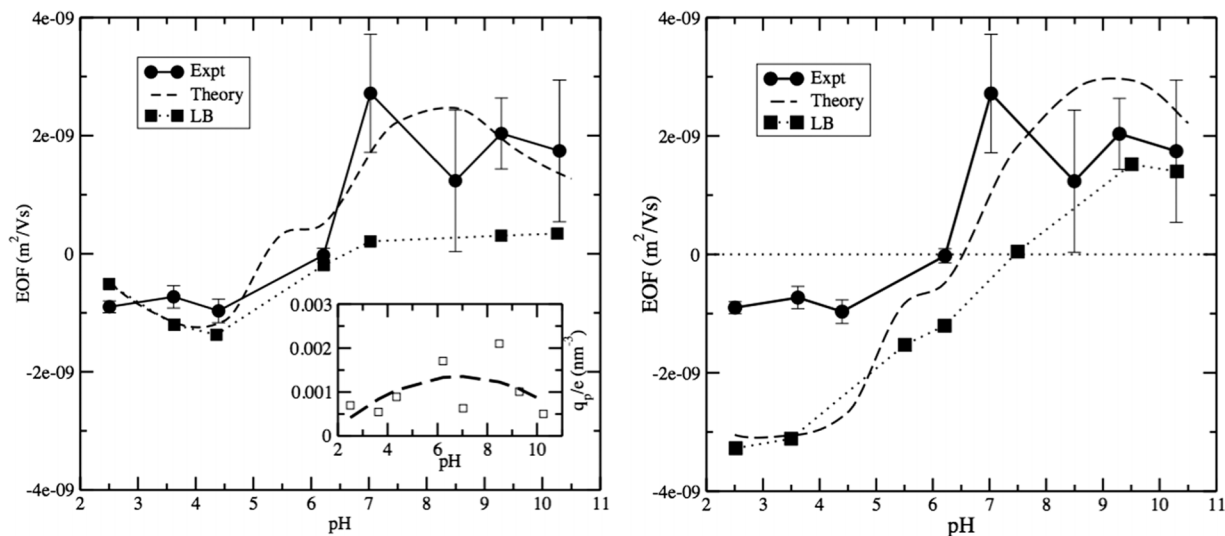 4e-09
2e-09
0
-2e-09
-4e-09
EOF (m²/Vs)
Expt
Theory
LB
0.003
0.002
0.001
0
q_p/e (nm⁻³)
2 4 6 8 10
pH
2 3 4 5 6 7 8 9 10 11
pH
4e-09
2e-09
0
-2e-09
-4e-09
EOF (m²/Vs)
Expt
Theory
LB
2 3 4 5 6 7 8 9 10 11
pH